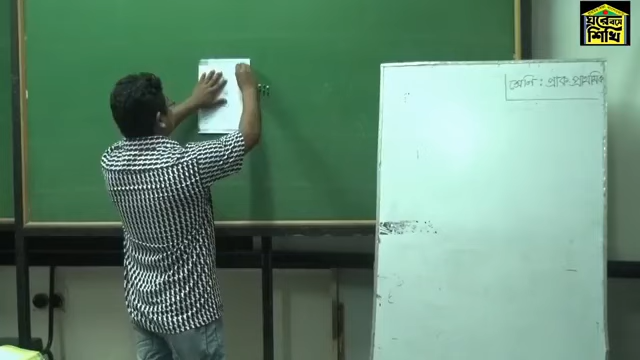 ঘরে বসে
শিখি
শ্রেণি : প্রাক প্রাথমিক